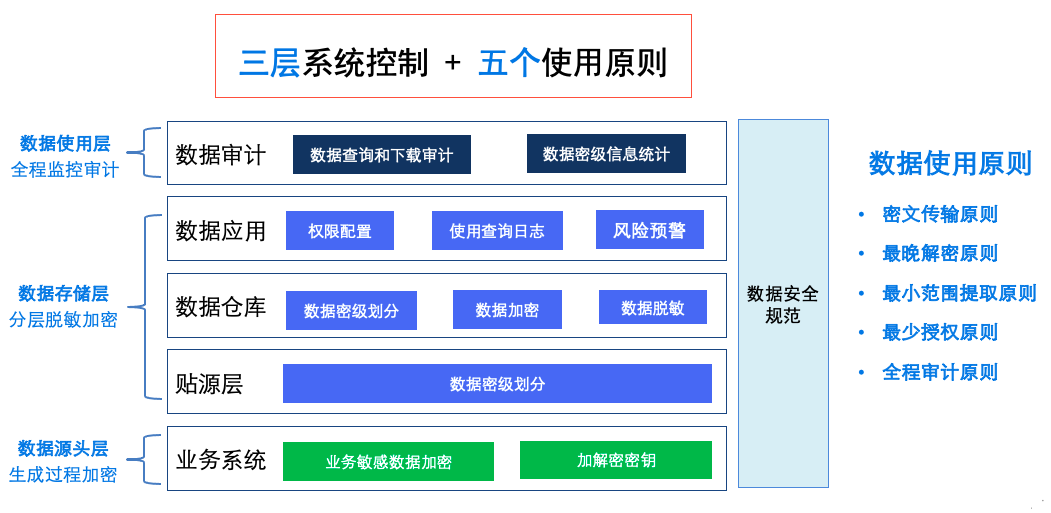 三层系统控制 + 五个使用原则
数据使用层
全程监控审计
数据审计
数据查询和下载审计
数据密级信息统计
数据存储层
分层脱敏加密
数据应用
权限配置
使用查询日志
风险预警
数据仓库
数据密级划分
数据加密
数据脱敏
贴源层
数据密级划分
数据源头层
生成过程加密
业务系统
业务敏感数据加密
加解密密钥
数据安全
规范
数据使用原则
• 密文传输原则
• 最晚解密原则
• 最小范围提取原则
• 最少授权原则
• 全程审计原则